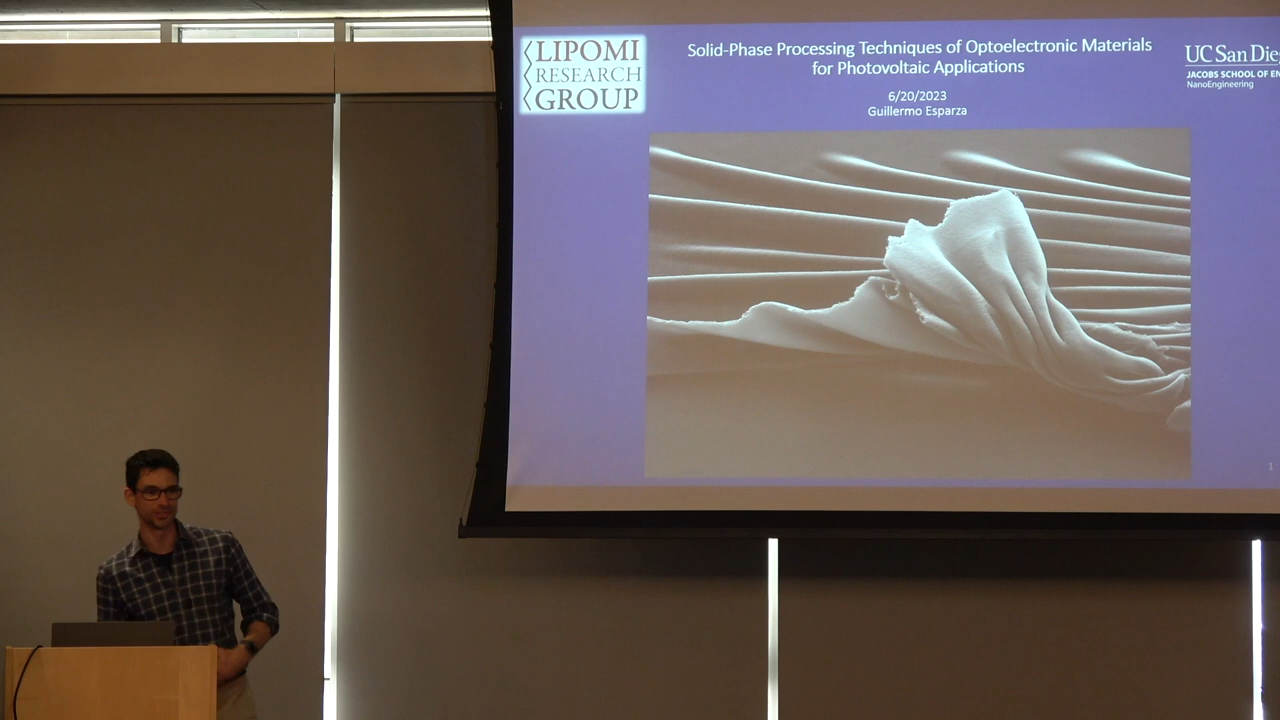 LIPOMI
RESEARCH
GROUP
Solid-Phase Processing Techniques of Optoelectronic Materials
for Photovoltaic Applications
6/20/2023
Guillermo Esparza
UC San Die
JACOBS SCHOOL OF EN
NanoEngineering
1